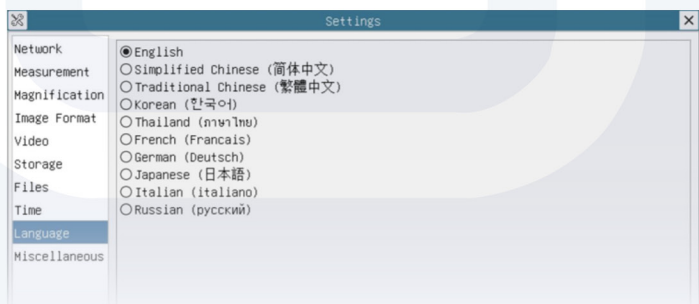 Settings
Network
Measurement
Magnification
Image Format
Video
Storage
Files
Time
Language
Miscellaneous
English
Simplified Chinese (简体中文)
Traditional Chinese (繁體中文)
Korean (한국어)
Thailand (ภาษาไทย)
French (Francais)
German (Deutsch)
Japanese (日本語)
Italian (italiano)
Russian (русский)